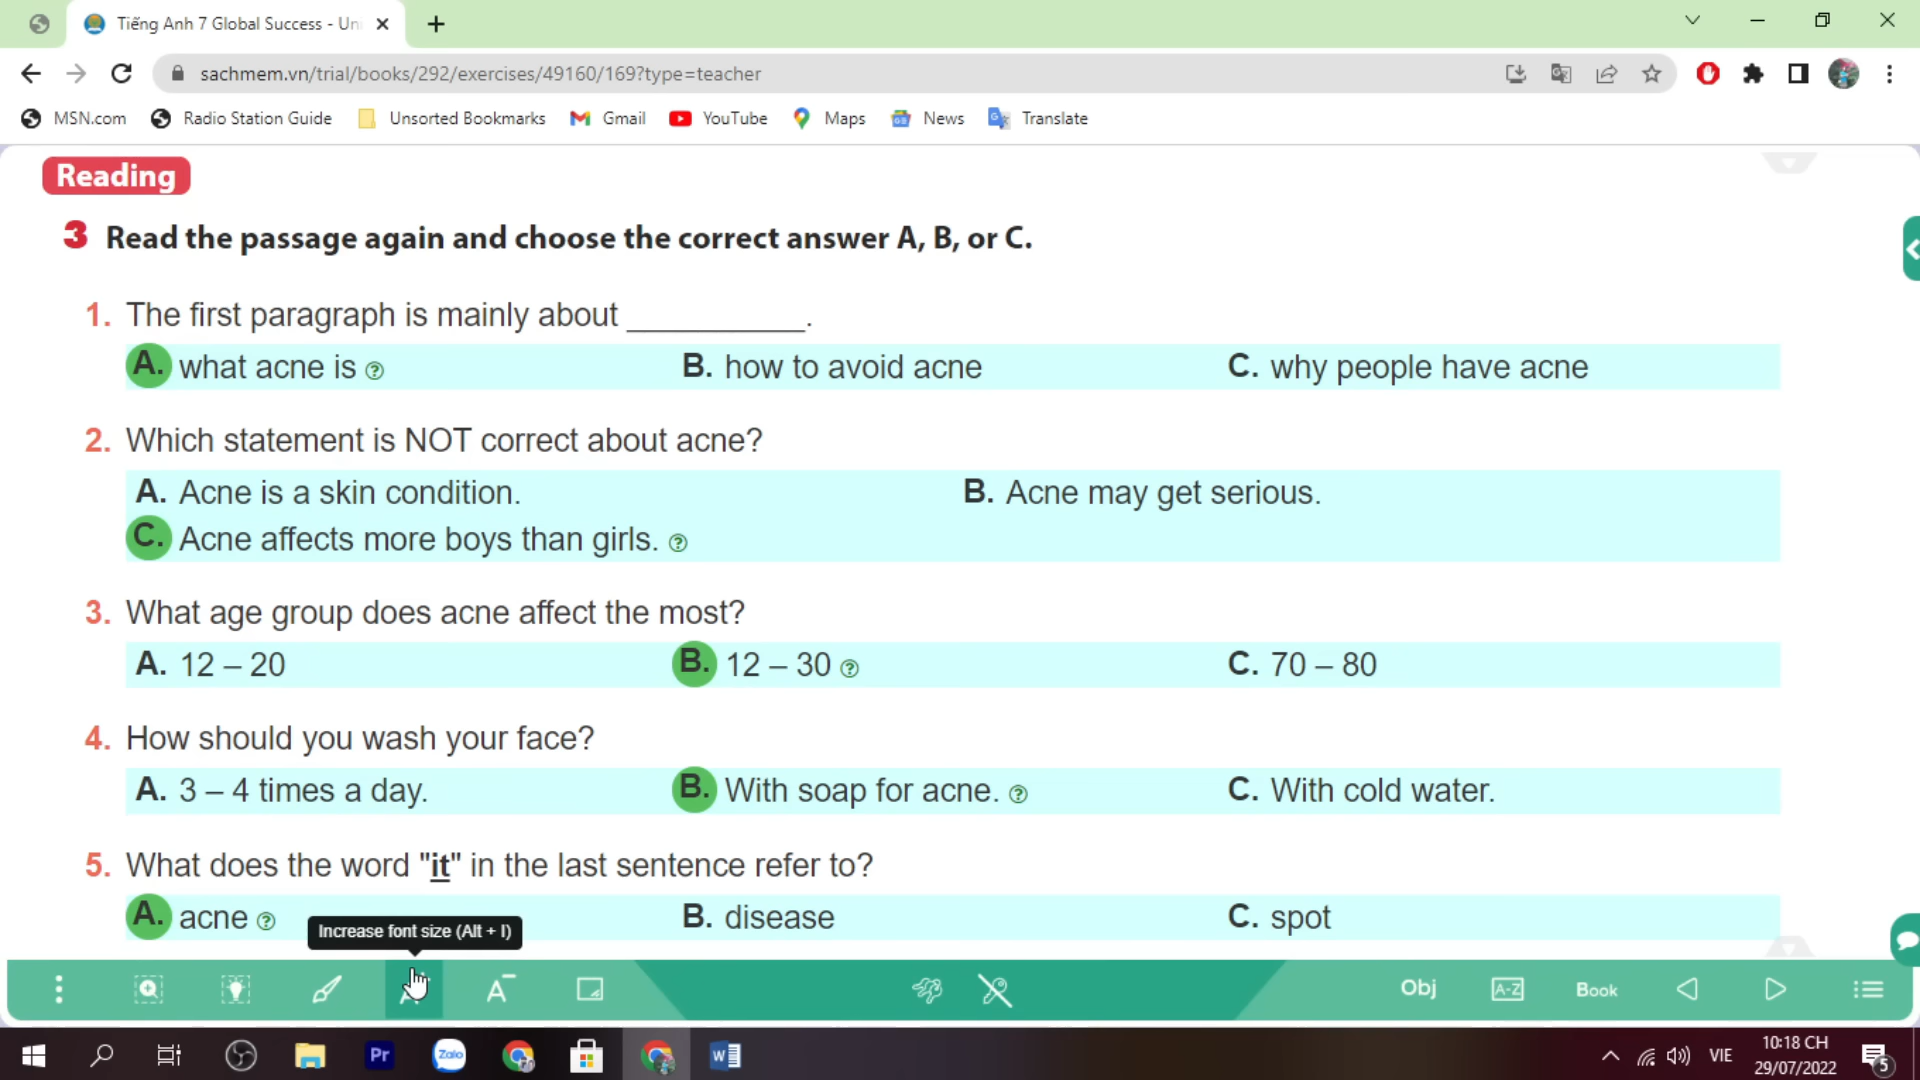 Tiếng Anh 7 Global Success - Un
sachmem.vn/trial/books/292/exercises/49160/169?type=teacher
MSN.com Radio Station Guide Unsorted Bookmarks Gmail YouTube Maps News Translate
Reading
3 Read the passage again and choose the correct answer A, B, or C.
1. The first paragraph is mainly about __________.
A. what acne is B. how to avoid acne C. why people have acne
2. Which statement is NOT correct about acne?
A. Acne is a skin condition. B. Acne may get serious.
C. Acne affects more boys than girls.
3. What age group does acne affect the most?
A. 12 – 20 B. 12 – 30 C. 70 – 80
4. How should you wash your face?
A. 3 – 4 times a day. B. With soap for acne. C. With cold water.
5. What does the word "it" in the last sentence refer to?
A. acne B. disease C. spot
Increase font size (Alt + I)
Obj A-Z Book
Pr Zalo W VIE 10:18 CH
29/07/2022 5